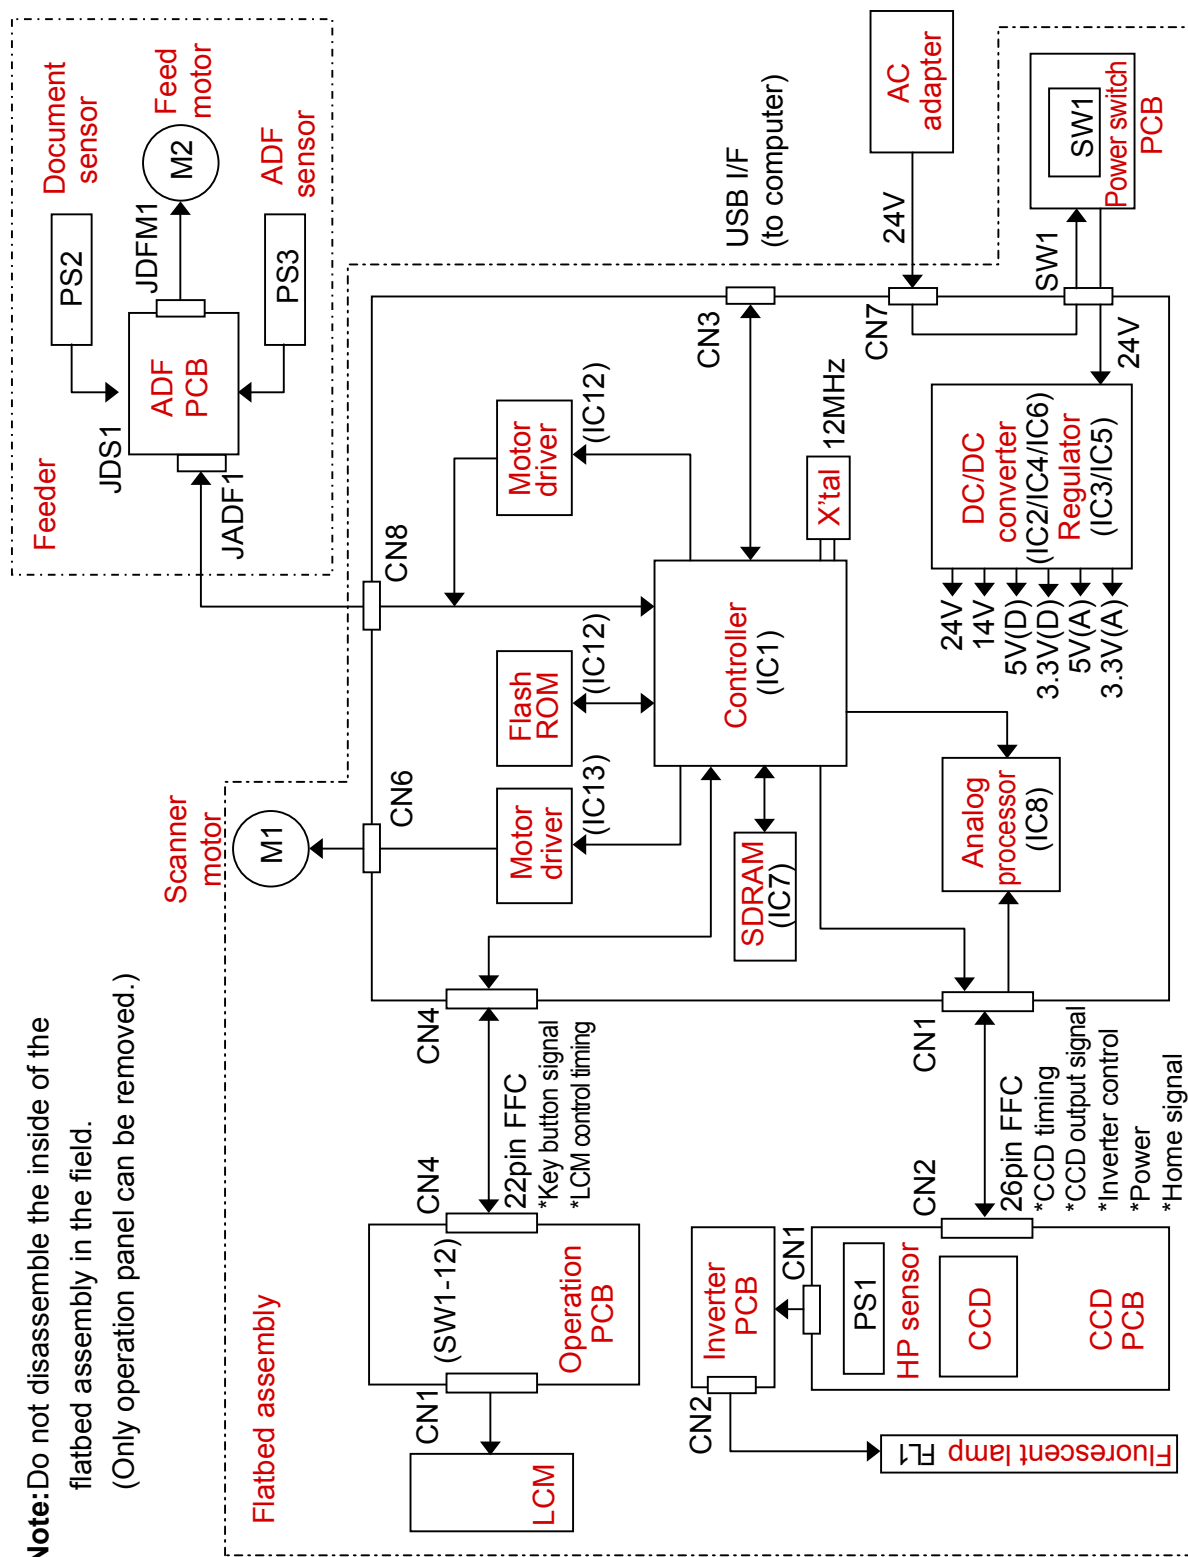 Note:Do not disassemble the inside of the
flatbed assembly in the field.
(Only operation panel can be removed.)
Flatbed assembly
Scanner
motor
M1
Feeder
Document
sensor
PS2
Feed
motor
M2
JDFM1
ADF
sensor
PS3
ADF
PCB
JDS1
JADF1
LCM
CN1
(SW1-12)
Operation
PCB
CN4
22pin FFC
*Key button signal
*LCM control timing
CN4
CN6
CN8
Motor
driver
(IC13)
Flash
ROM
(IC12)
Motor
driver
(IC12)
CN3
USB I/F
(to computer)
AC
adapter
24V
CN7
SW1
SW1
Power switch
PCB
24V
Controller
(IC1)
X'tal
12MHz
SDRAM
(IC7)
Analog
processor
(IC8)
DC/DC
converter
(IC2/IC4/IC6)
Regulator
(IC3/IC5)
24V
14V
5V(D)
3.3V(D)
5V(A)
3.3V(A)
Inverter
PCB
CN1
CN2
Fluorescent lamp
FL1
PS1
HP sensor
CCD
CCD
PCB
CN2
26pin FFC
*CCD timing
*CCD output signal
*Inverter control
*Power
*Home signal
CN1